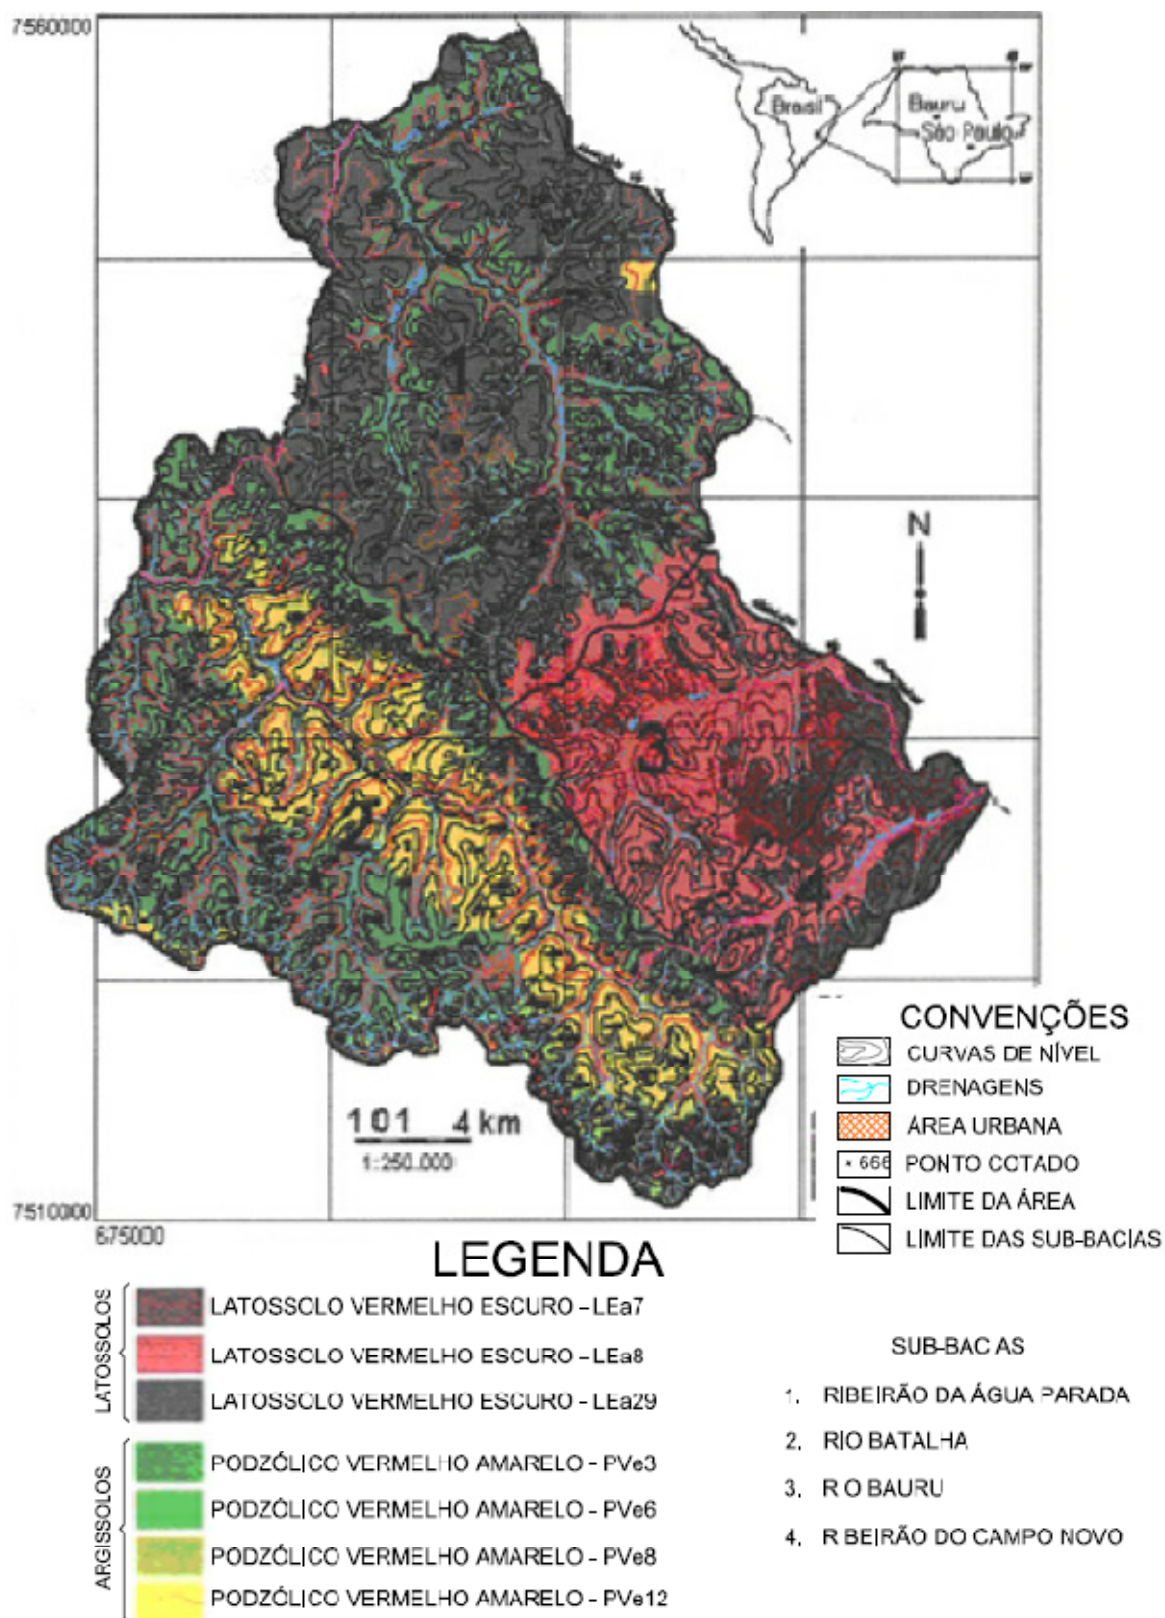 7560000
Brasil
Bauru
São Paulo
1
N
3
2
4
CONVENÇÕES
CURVAS DE NÍVEL
DRENAGENS
ÁREA URBANA
• 666 PONTO COTADO
LIMITE DA ÁREA
LIMITE DAS SUB-BACIAS
1 0 1 4 km
1:250.000
7510000
675000
LEGENDA
LATOSSOLOS
LATOSSOLO VERMELHO ESCURO - LEa7
LATOSSOLO VERMELHO ESCURO - LEa8
LATOSSOLO VERMELHO ESCURO - LEa29
ARGISSOLOS
PODZÓLICO VERMELHO AMARELO - PVe3
PODZÓLICO VERMELHO AMARELO - PVe6
PODZÓLICO VERMELHO AMARELO - PVe8
PODZÓLICO VERMELHO AMARELO - PVe12
SUB-BACIAS
1. RIBEIRÃO DA ÁGUA PARADA
2. RIO BATALHA
3. RIO BAURU
4. RIBEIRÃO DO CAMPO NOVO